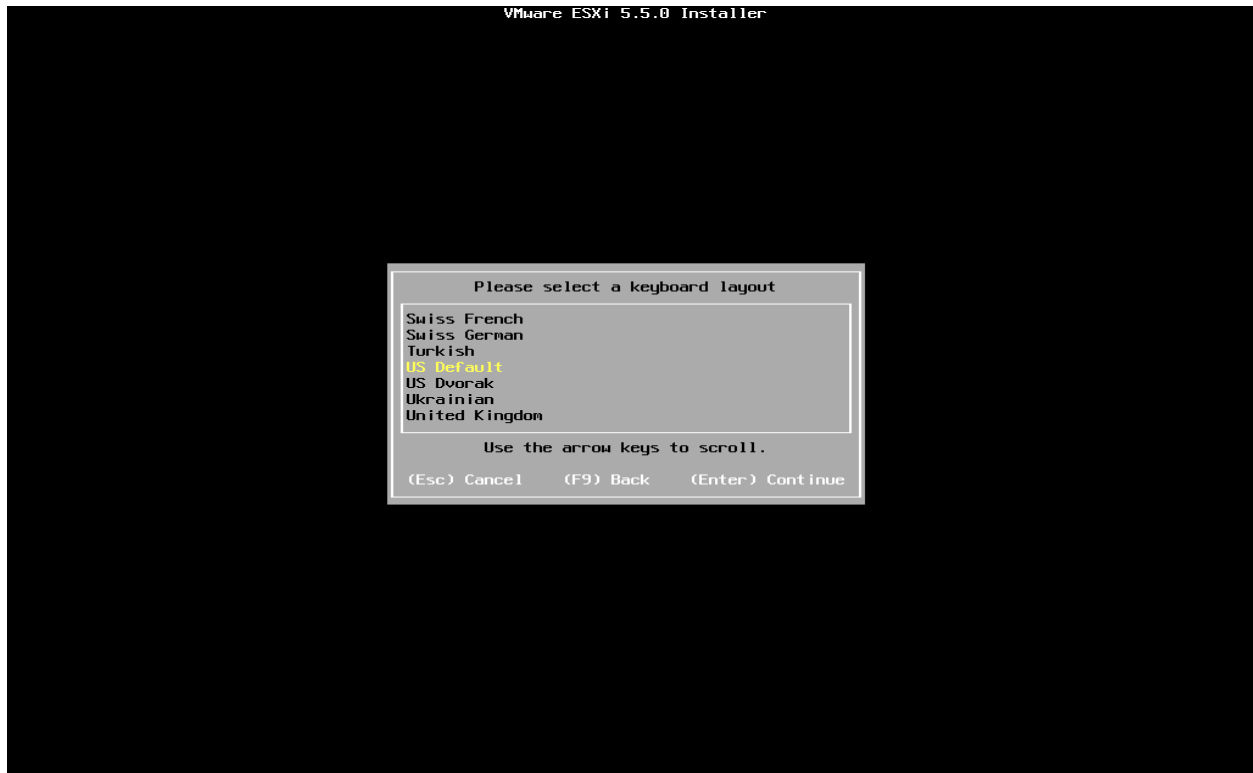 VMware ESXi 5.5.0 Installer
Please select a keyboard layout
Swiss French
Swiss German
Turkish
US Default
US Dvorak
Ukrainian
United Kingdom
Use the arrow keys to scroll.
(Esc) Cancel    (F9) Back    (Enter) Continue